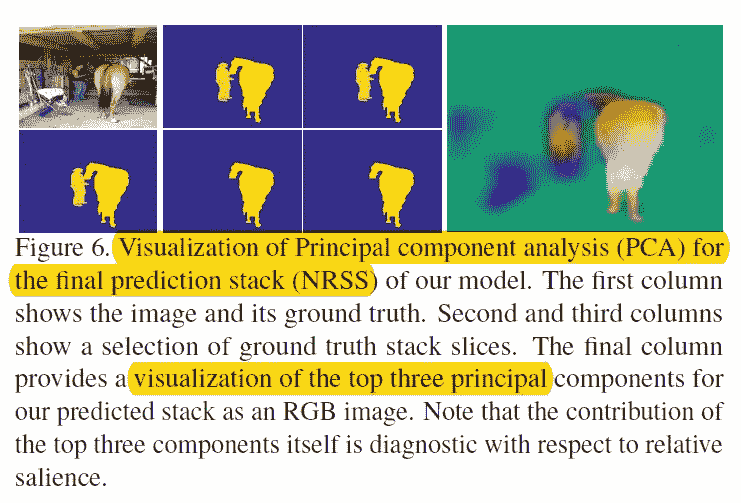 Figure 6. Visualization of Principal component analysis (PCA) for
the final prediction stack (NRSS) of our model. The first column
shows the image and its ground truth. Second and third columns
show a selection of ground truth stack slices. The final column
provides a visualization of the top three principal components for
our predicted stack as an RGB image. Note that the contribution of
the top three components itself is diagnostic with respect to relative
salience.